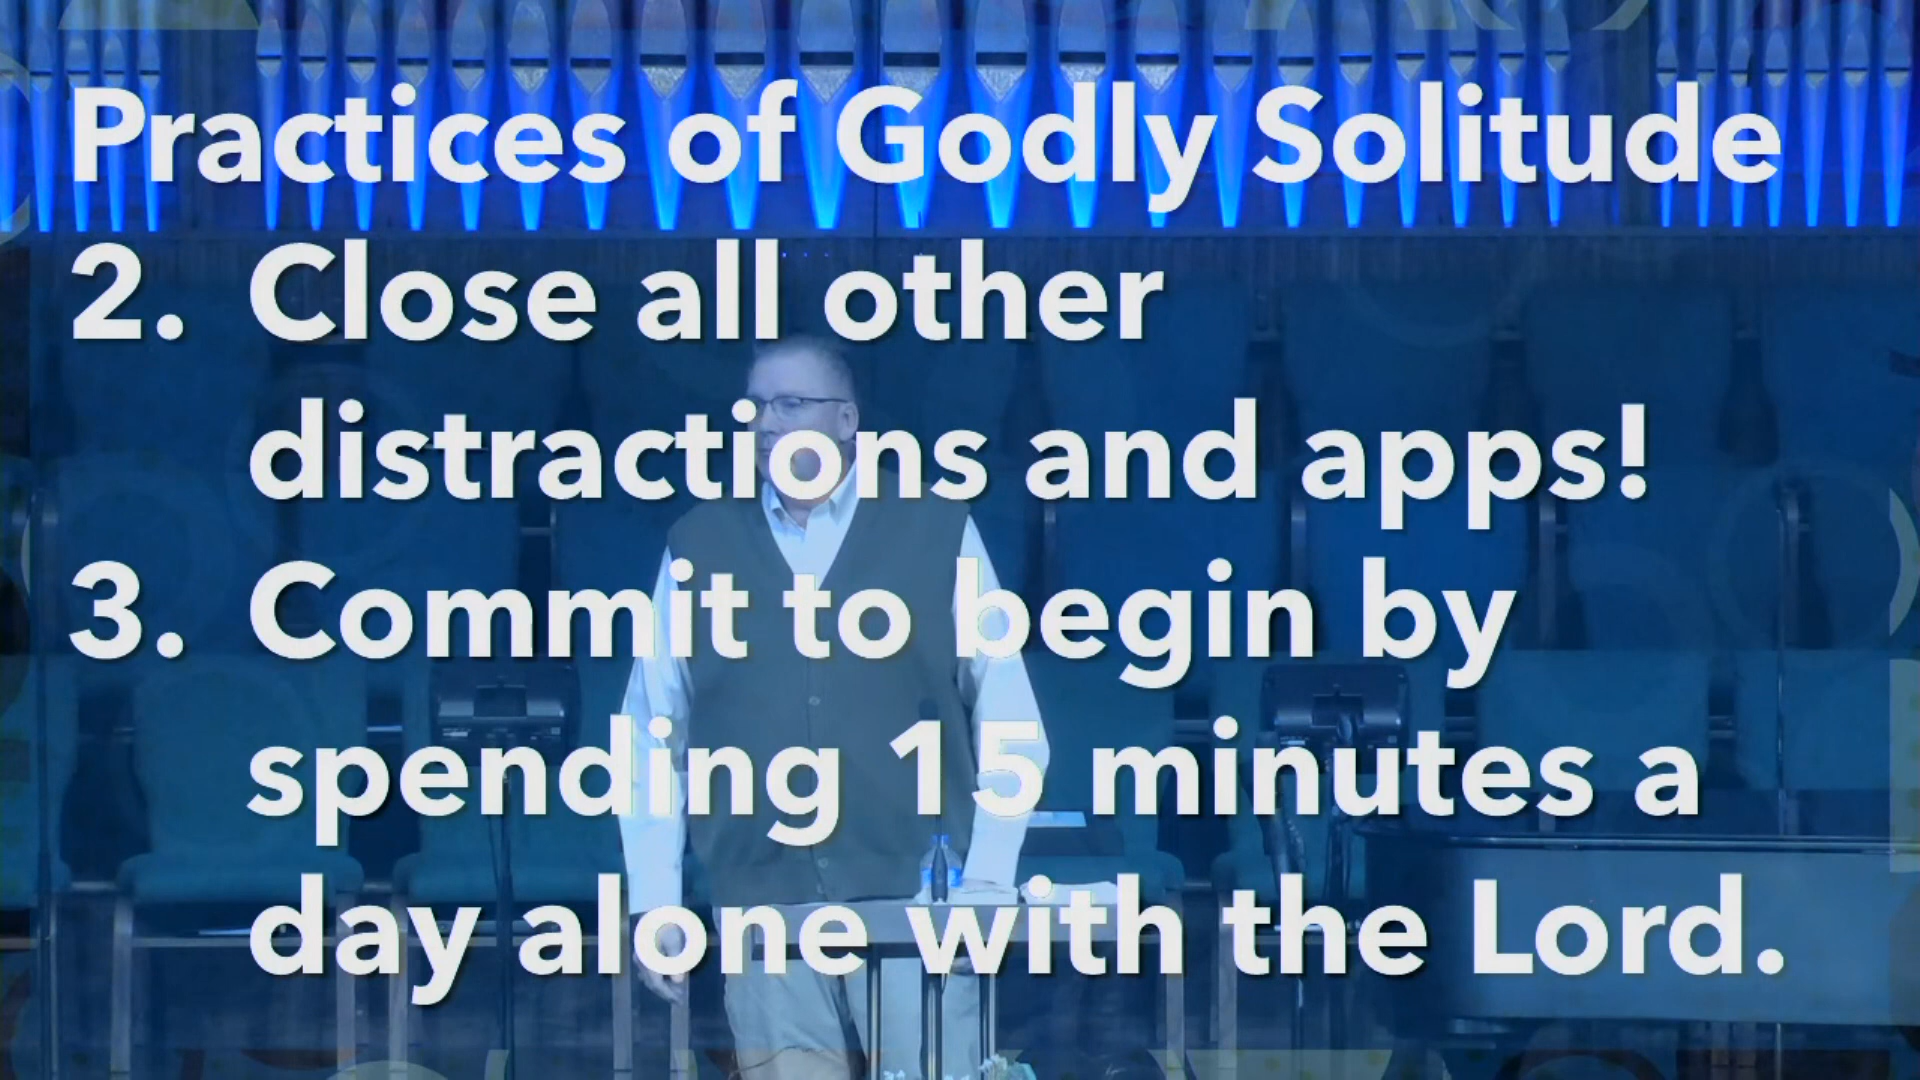 Practices of Godly Solitude
2. Close all other
distractions and apps!
3. Commit to begin by
spending 15 minutes a
day alone with the Lord.